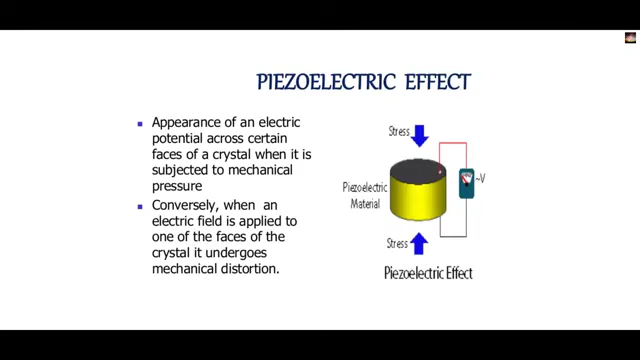 PIEZOELECTRIC EFFECT
Appearance of an electric
potential across certain
faces of a crystal when it is
subjected to mechanical
pressure
Conversely, when an
electric field is applied to
one of the faces of the
crystal it undergoes
mechanical distortion.
Stress
~V
Piezoelectric
Material
Stress
Piezoelectric Effect